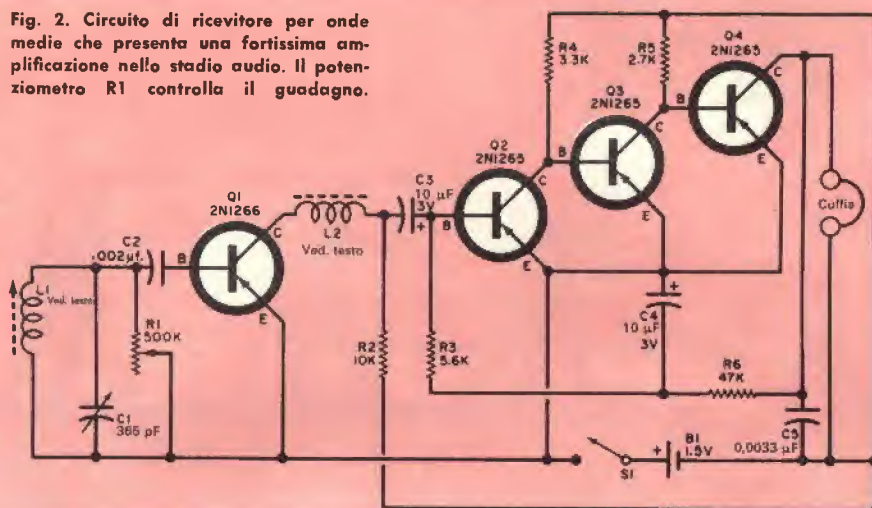 Fig. 2. Circuito di ricevitore per onde
medie che presenta una fortissima am-
plificazione nello stadio audio. Il poten-
ziometro R1 controlla il guadagno.
R4
3.3K
R5
2.7K
Q4
2N1265
C
B
E
Q3
2N1265
C
B
E
Q2
2N1265
C
B
E
Q1
2N1266
C
B
E
C3
10 µF
3V
+
L2
Ved. testo
C2
.002µf.
L1
Ved. testo
R1
500K
C1
365 pF
R2
10K
R3
5.6K
+
C4
10 µF
3V
R6
47K
Cuffia
C5
0,0033 µF
S1
+
B1
1.5V